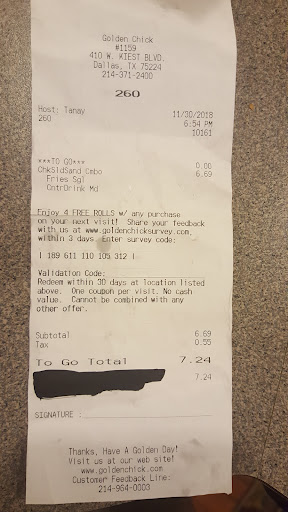 Golden Chick
#1159
410 W. KIEST BLVD.
Dallas, TX 75224
214-371-2400
260
Host: Tanay 11/30/2018
260 6:54 PM
10161
***TO GO*** 0.00
ChkSldSand Cmbo 6.69
Fries Sgl
CntrDrink Md
Enjoy 4 FREE ROLLS w/ any purchase
on your next visit! Share your feedback
with us at www.goldenchicksurvey.com,
within 3 days. Enter survey code:
| 189 611 110 105 312 |
Validation Code:
Redeem within 30 days at location listed
above. One coupon per visit. No cash
value. Cannot be combined with any
other offer.
Subtotal 6.69
Tax 0.55
To Go Total 7.24
7.24
SIGNATURE :
Thanks, Have A Golden Day!
Visit us at our web site!
www.goldenchick.com
Customer Feedback Line:
214-964-0003